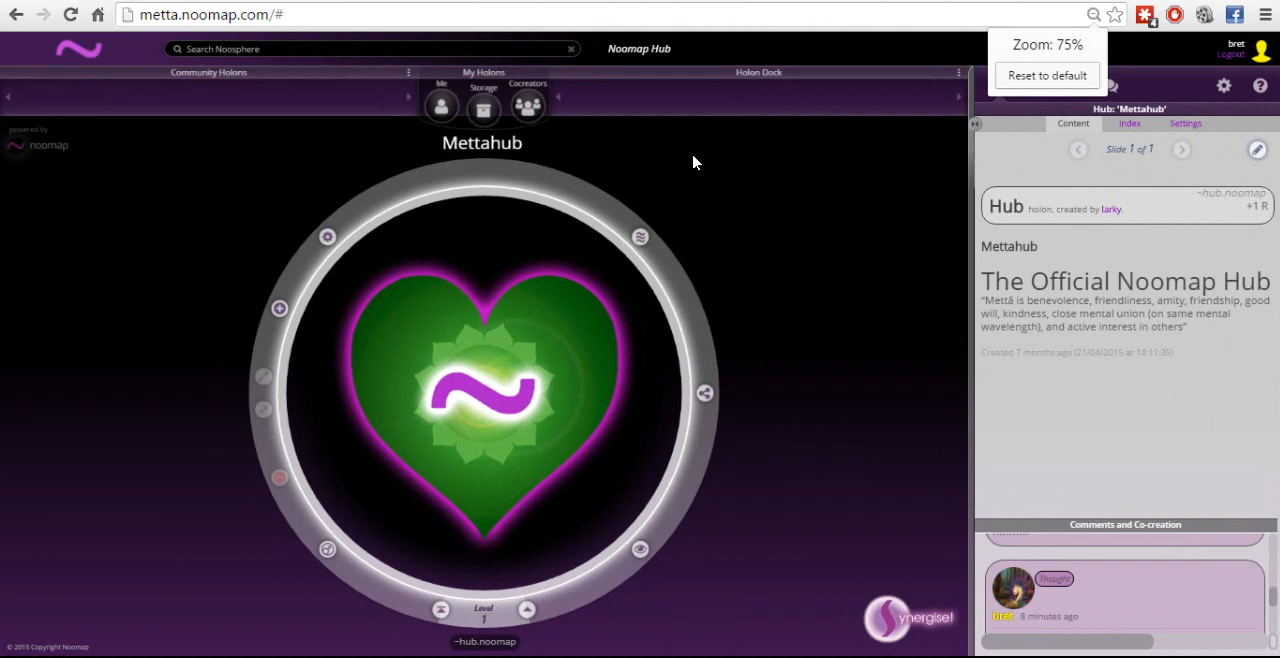 metta.noomap.com/#
4
Zoom: 75%
Reset to default
Search Noosphere
Noomap Hub
bret
Logout
Community Holons
My Holons
Holon Dock
Me
Storage
Cocreators
Hub: 'Mettahub'
Content
Index
Settings
powered by
noomap
Mettahub
Slide 1 of 1
~hub.noomap
Hub holon, created by larky.
+1 R
Mettahub
The Official Noomap Hub
“Mettā is benevolence, friendliness, amity, friendship, good
will, kindness, close mental union (on same mental
wavelength), and active interest in others”
Created 7 months ago (21/04/2015 at 14:11:35)
Comments and Co-creation
Thought
bret 8 minutes ago
Level
1
~hub.noomap
Synergise!
© 2015 Copyright Noomap